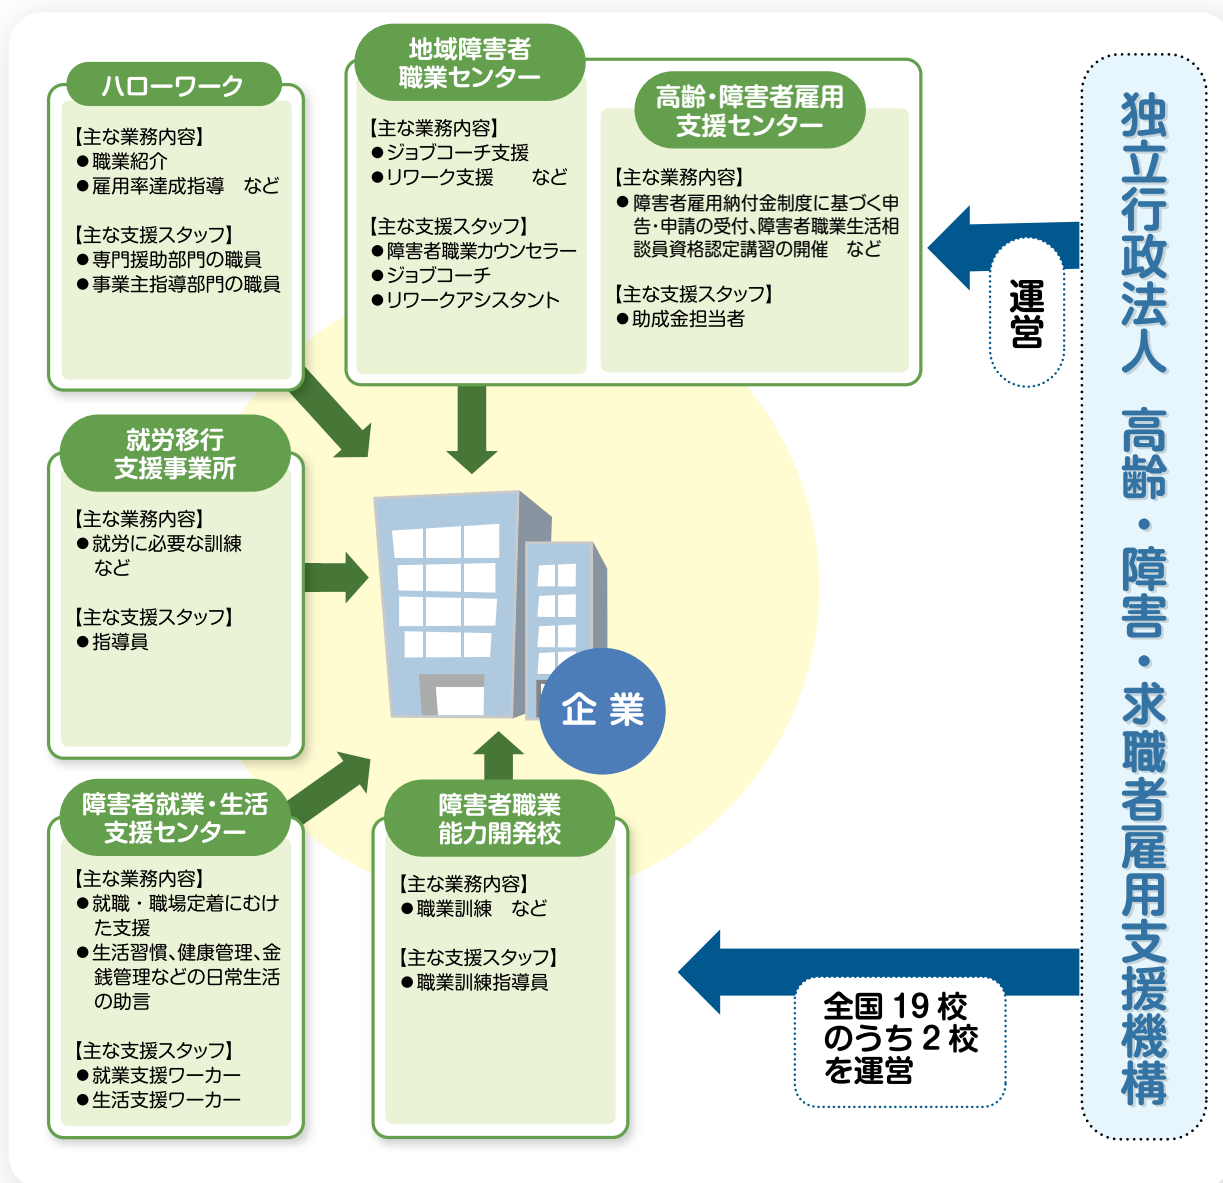 ハローワーク
【主な業務内容】
●職業紹介
●雇用率達成指導　など
【主な支援スタッフ】
●専門援助部門の職員
●事業主指導部門の職員
地域障害者
職業センター
【主な業務内容】
●ジョブコーチ支援
●リワーク支援　　など
【主な支援スタッフ】
●障害者職業カウンセラー
●ジョブコーチ
●リワークアシスタント
高齢・障害者雇用
支援センター
【主な業務内容】
●障害者雇用納付金制度に基づく申
告・申請の受付、障害者職業生活相
談員資格認定講習の開催　など
【主な支援スタッフ】
●助成金担当者
運営
独立行政法人　高齢・障害・求職者雇用支援機構
就労移行
支援事業所
【主な業務内容】
●就労に必要な訓練
など
【主な支援スタッフ】
●指導員
企業
障害者就業・生活
支援センター
【主な業務内容】
●就職・職場定着にむけ
た支援
●生活習慣、健康管理、金
銭管理などの日常生活
の助言
【主な支援スタッフ】
●就業支援ワーカー
●生活支援ワーカー
障害者職業
能力開発校
【主な業務内容】
●職業訓練　など
【主な支援スタッフ】
●職業訓練指導員
全国19校
のうち2校
を運営